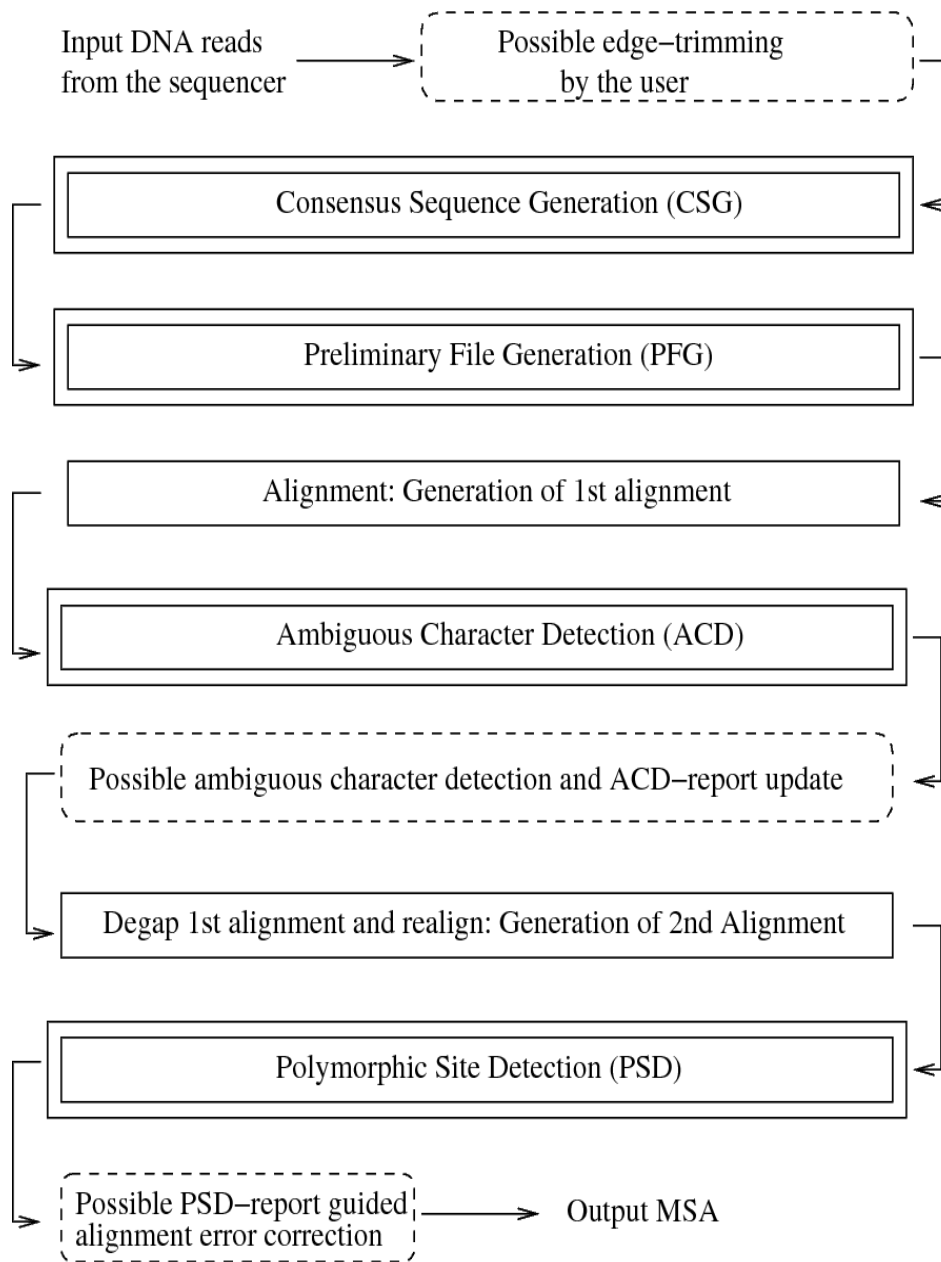 Input DNA reads
from the sequencer
Possible edge−trimming
by the user
Consensus Sequence Generation (CSG)
Preliminary File Generation (PFG)
Alignment: Generation of 1st alignment
Ambiguous Character Detection (ACD)
Possible ambiguous character detection and ACD−report update
Degap 1st alignment and realign: Generation of 2nd Alignment
Polymorphic Site Detection (PSD)
Possible PSD−report guided
alignment error correction
Output MSA